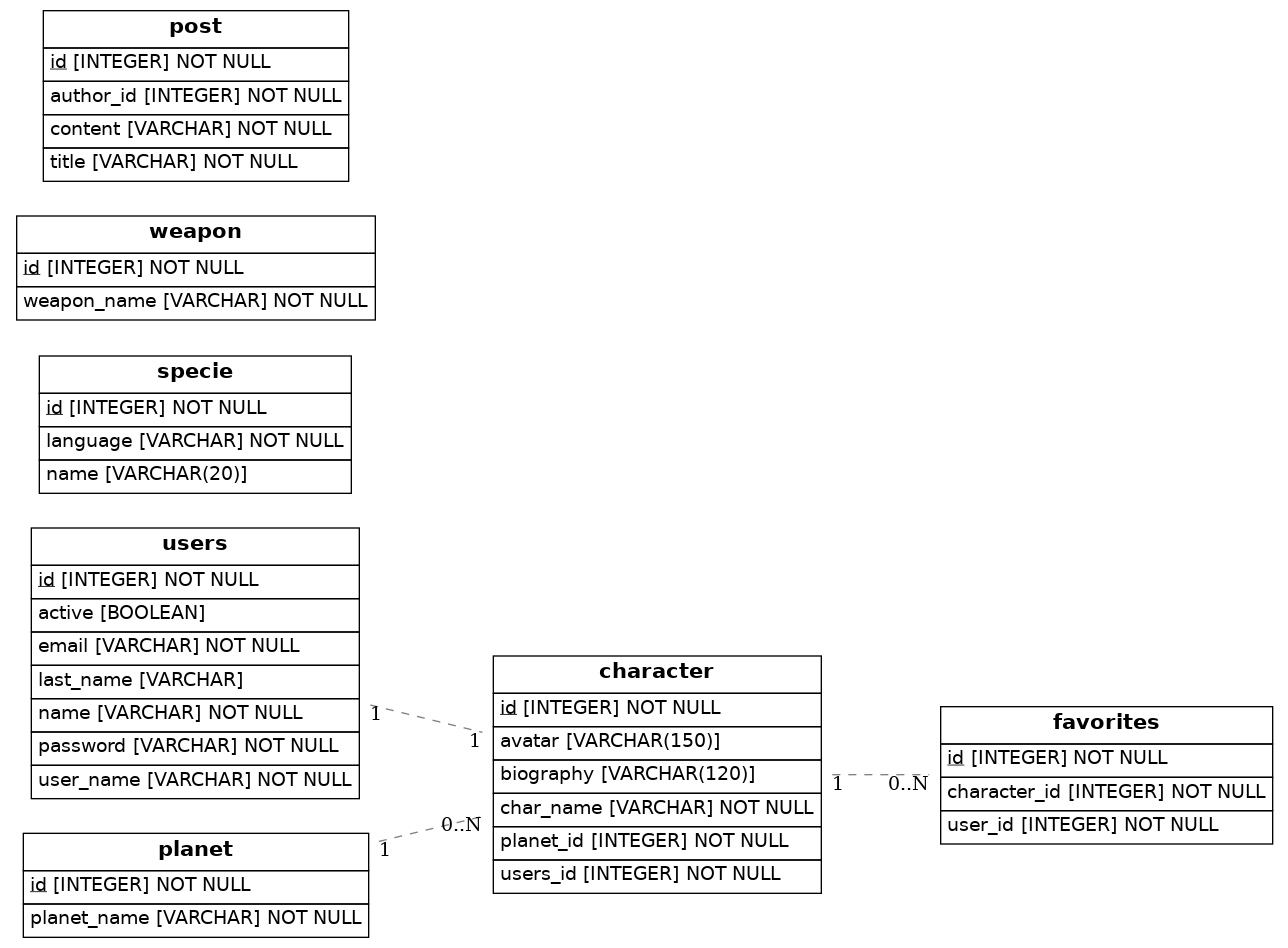 post
id [INTEGER] NOT NULL
author_id [INTEGER] NOT NULL
content [VARCHAR] NOT NULL
title [VARCHAR] NOT NULL
weapon
id [INTEGER] NOT NULL
weapon_name [VARCHAR] NOT NULL
specie
id [INTEGER] NOT NULL
language [VARCHAR] NOT NULL
name [VARCHAR(20)]
users
id [INTEGER] NOT NULL
active [BOOLEAN]
email [VARCHAR] NOT NULL
last_name [VARCHAR]
name [VARCHAR] NOT NULL
password [VARCHAR] NOT NULL
user_name [VARCHAR] NOT NULL
1
1
planet
id [INTEGER] NOT NULL
planet_name [VARCHAR] NOT NULL
1
0..N
character
id [INTEGER] NOT NULL
avatar [VARCHAR(150)]
biography [VARCHAR(120)]
char_name [VARCHAR] NOT NULL
planet_id [INTEGER] NOT NULL
users_id [INTEGER] NOT NULL
1
0..N
favorites
id [INTEGER] NOT NULL
character_id [INTEGER] NOT NULL
user_id [INTEGER] NOT NULL